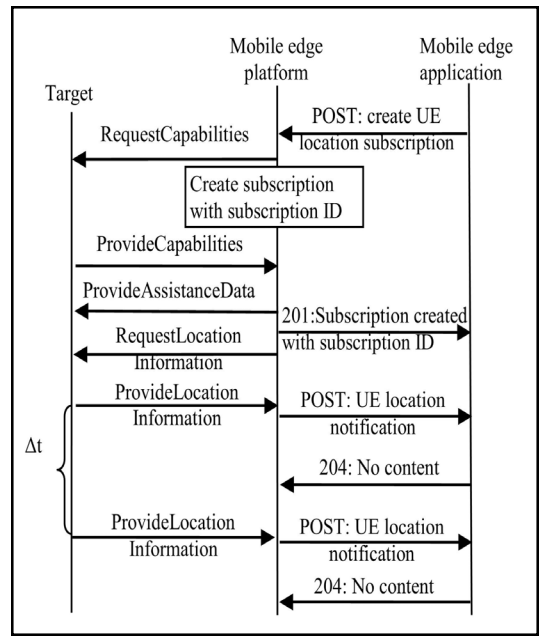 Mobile edge
platform
Mobile edge
application
Target
POST: create UE
location subscription
RequestCapabilities
Create subscription
with subscription ID
ProvideCapabilities
ProvideAssistanceData
201:Subscription created
with subscription ID
RequestLocation
Information
ProvideLocation
Information
POST: UE location
notification
Δt
204: No content
ProvideLocation
Information
POST: UE location
notification
204: No content